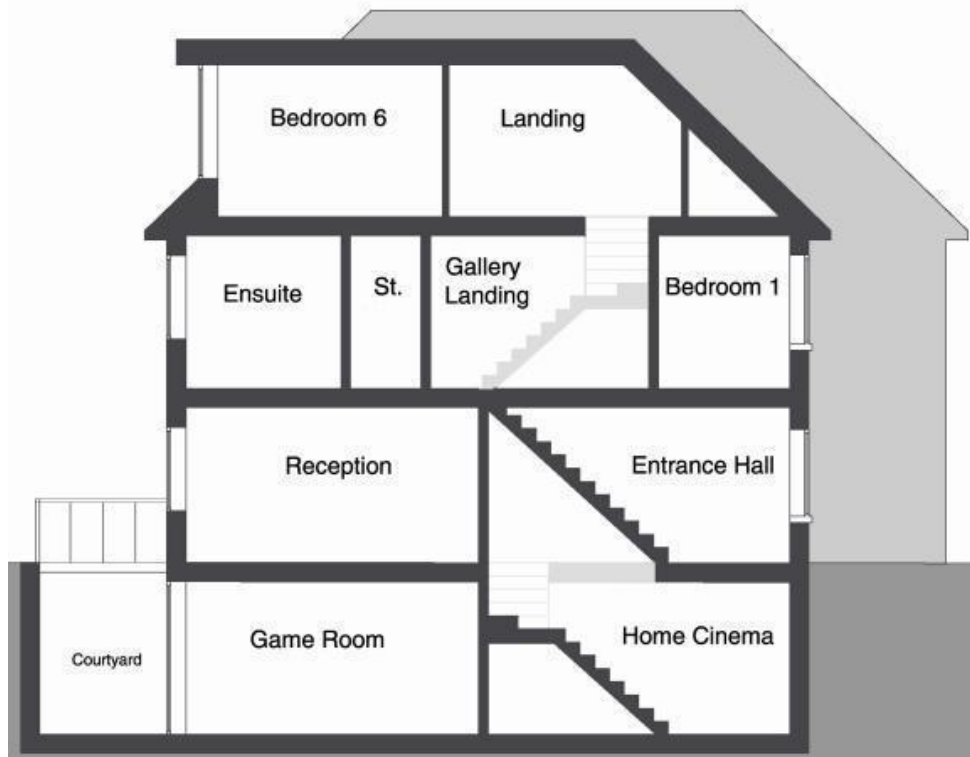 Bedroom 6
Landing
Ensuite
St.
Gallery
Landing
Bedroom 1
Reception
Entrance Hall
Game Room
Home Cinema
Courtyard